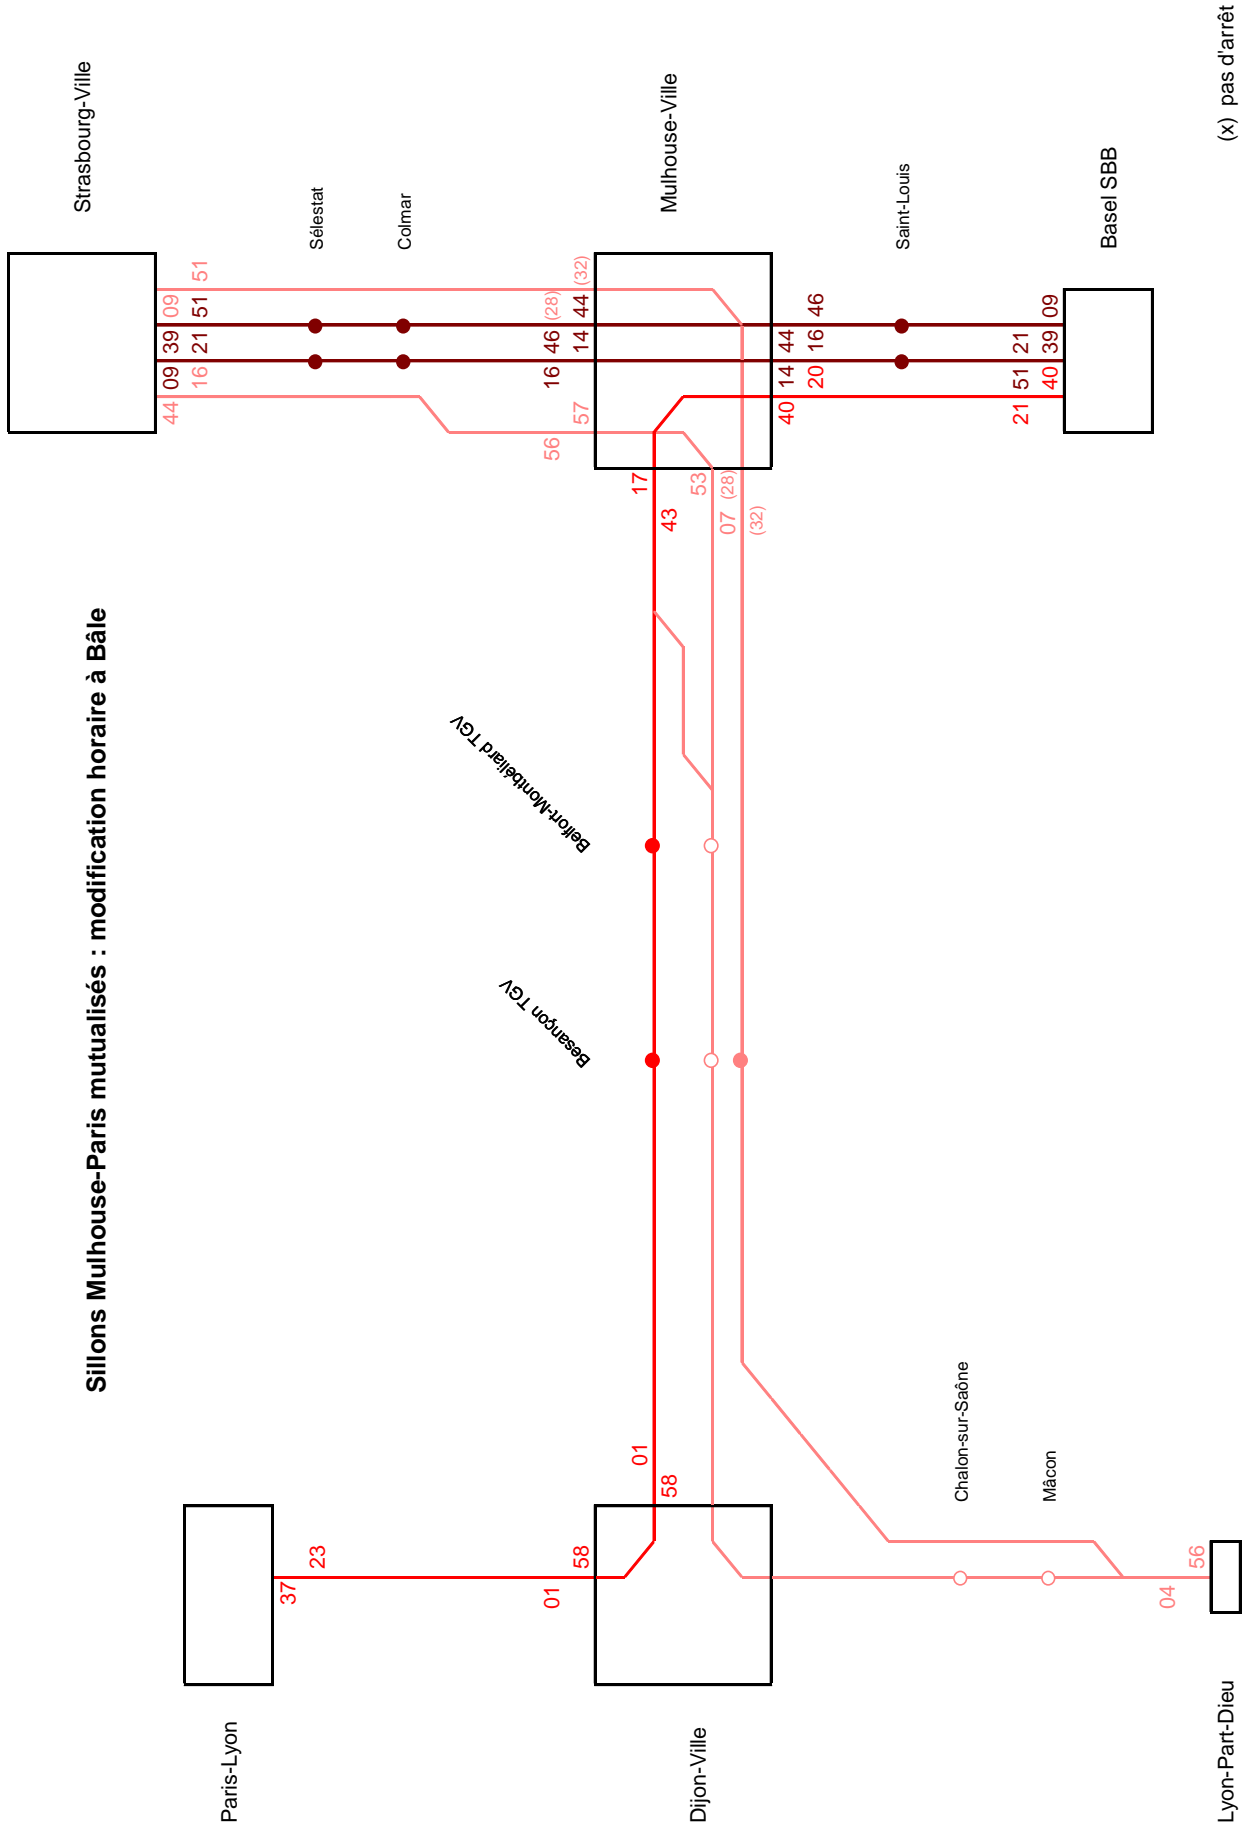 Strasbourg-Ville
Sillons Mulhouse-Paris mutualisés : modification horaire à Bâle
44 09 39 09
16 21 51 51
Paris-Lyon
37
23
Sélestat
Colmar
Besançon TGV
Belfort-Montbéliard TGV
01
56 16 46 (28)
58
57 14 44 (32)
01
17
58
43
Mulhouse-Ville
Dijon-Ville
53
07 (28)
(32)
40 14 44
20 16 46
Saint-Louis
Chalon-sur-Saône
21 51 21
Mâcon
40 39 09
Basel SBB
04
56
Lyon-Part-Dieu
(x) pas d'arrêt